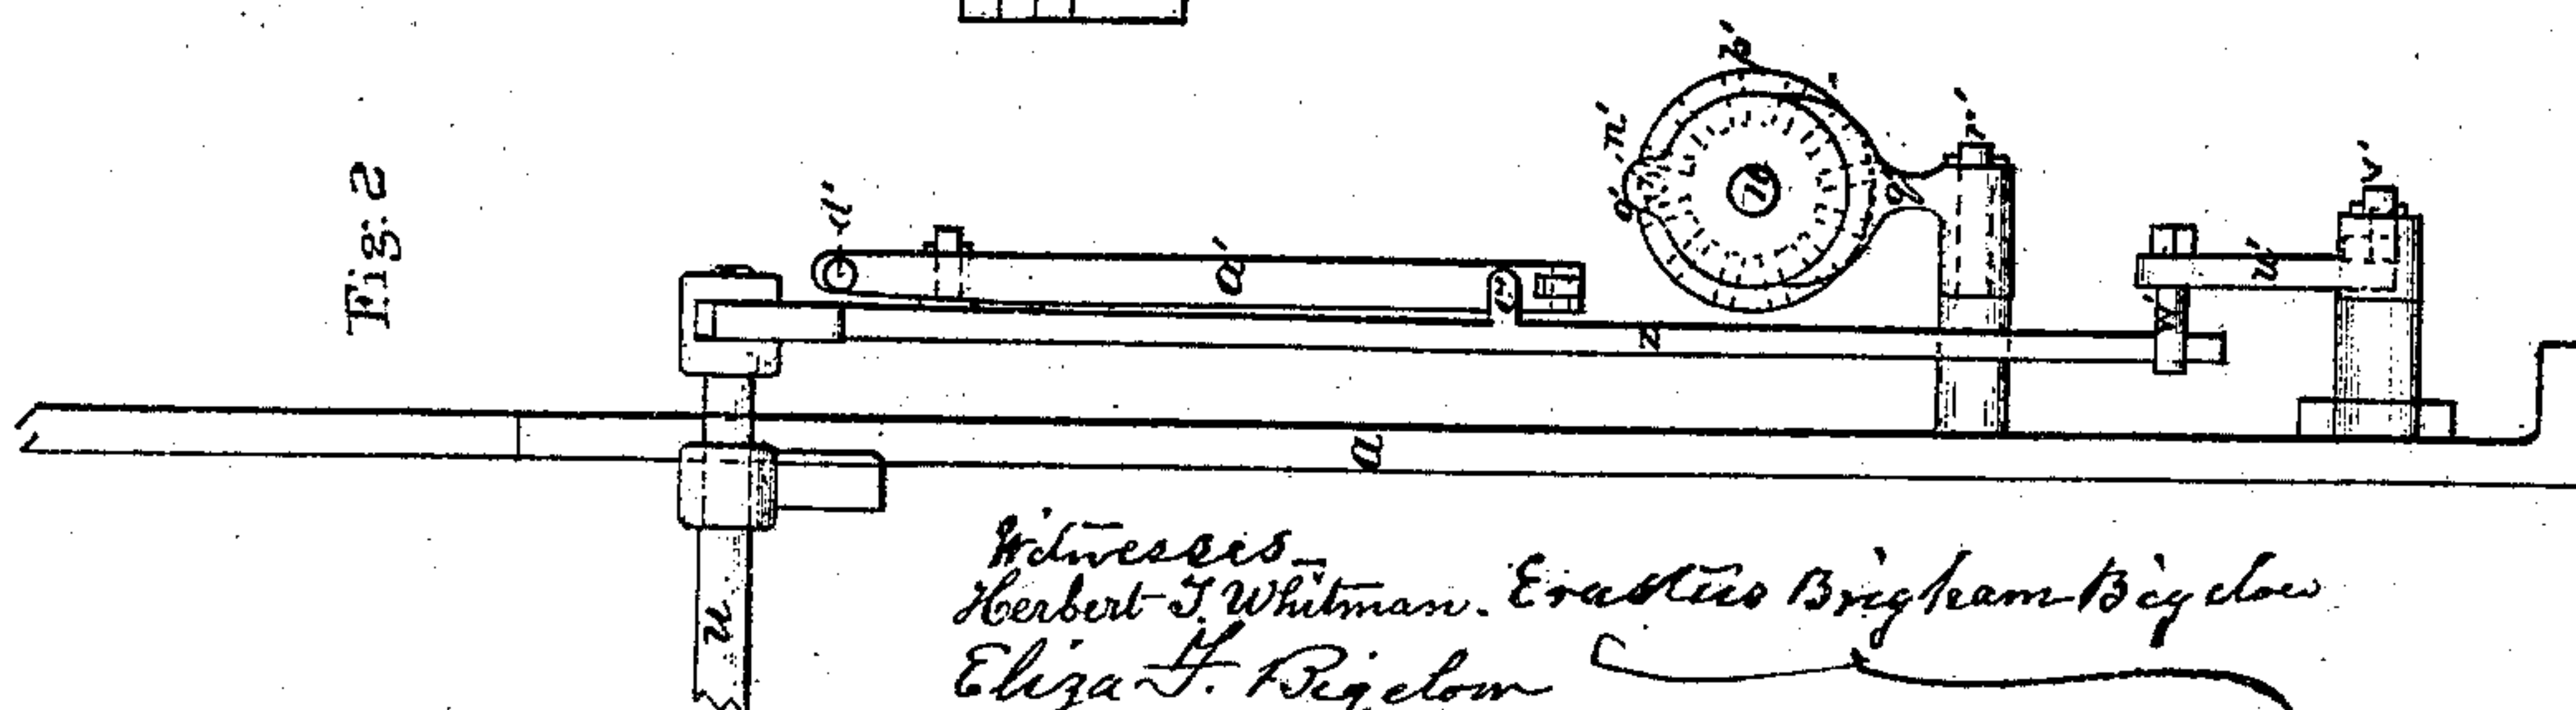 Fig. 2
d'
a'
c'
n'
o'
b'
u
q'
r'
z
u'
v'
w'
a
u
Witnesses
Herbert T. Whitman.
Eliza F. Bigelow
Erastus Brigham Bigelow